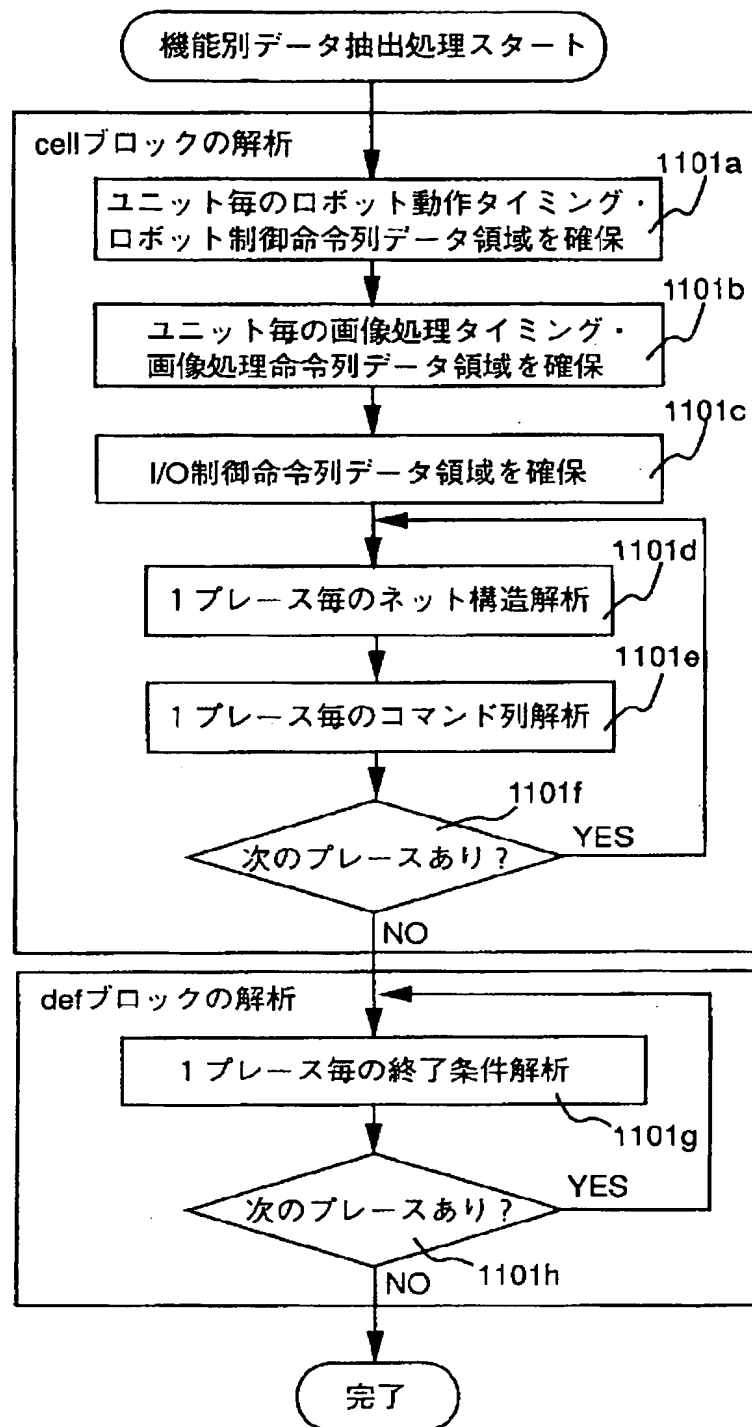 機能別データ抽出処理スタート
cellブロックの解析
1101a
ユニット毎のロボット動作タイミング・
ロボット制御命令列データ領域を確保
1101b
ユニット毎の画像処理タイミング・
画像処理命令列データ領域を確保
1101c
I/O制御命令列データ領域を確保
1101d
1プレース毎のネット構造解析
1101e
1プレース毎のコマンド列解析
1101f
次のプレースあり?
YES
NO
defブロックの解析
1プレース毎の終了条件解析
1101g
次のプレースあり?
YES
1101h
NO
完了